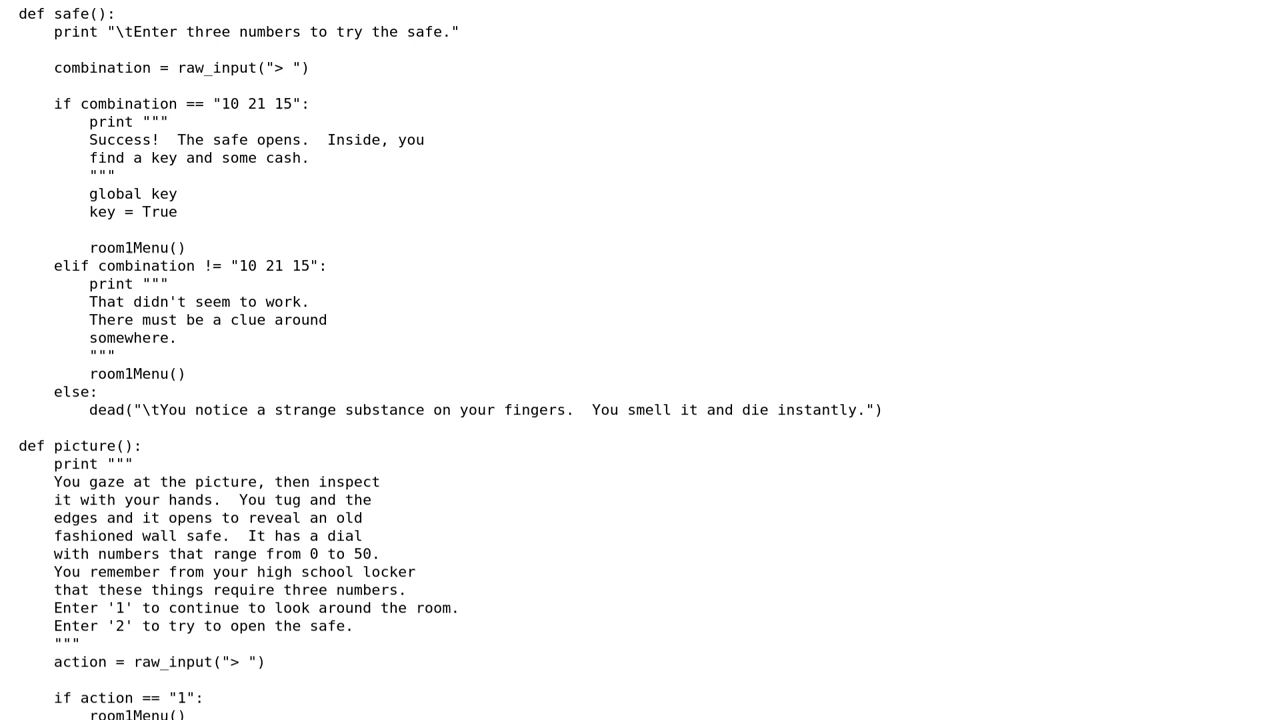 def safe():
    print "\tEnter three numbers to try the safe."

    combination = raw_input("> ")

    if combination == "10 21 15":
        print """
        Success!  The safe opens.  Inside, you
        find a key and some cash.
        """
        global key
        key = True

        room1Menu()
    elif combination != "10 21 15":
        print """
        That didn't seem to work.
        There must be a clue around
        somewhere.
        """
        room1Menu()
    else:
        dead("\tYou notice a strange substance on your fingers.  You smell it and die instantly.")

def picture():
    print """
    You gaze at the picture, then inspect
    it with your hands.  You tug and the
    edges and it opens to reveal an old
    fashioned wall safe.  It has a dial
    with numbers that range from 0 to 50.
    You remember from your high school locker
    that these things require three numbers.
    Enter '1' to continue to look around the room.
    Enter '2' to try to open the safe.
    """
    action = raw_input("> ")

    if action == "1":
        room1Menu()